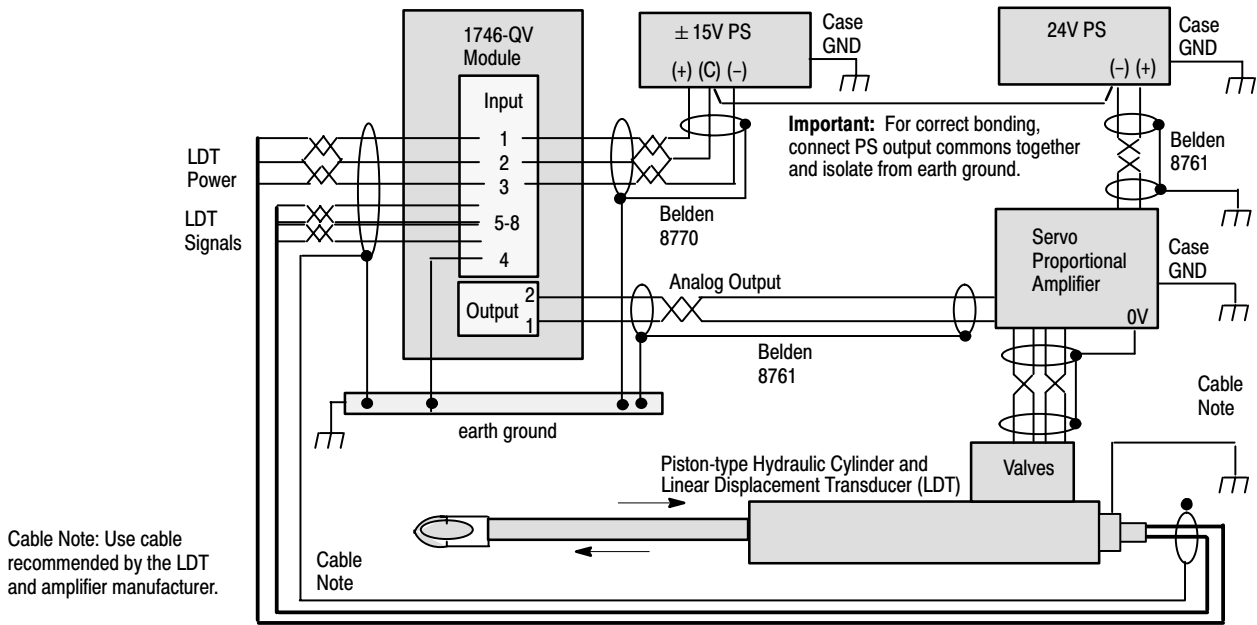 1746-QV
Module
Input
1
2
3
5-8
4
Output
2
1
± 15V PS
(+) (C) (–)
Case
GND
24V PS
(–) (+)
Case
GND
Important: For correct bonding,
connect PS output commons together
and isolate from earth ground.
Belden
8761
LDT
Power
LDT
Signals
Belden
8770
Servo
Proportional
Amplifier
0V
Case
GND
Analog Output
Belden
8761
Cable
Note
earth ground
Piston-type Hydraulic Cylinder and
Linear Displacement Transducer (LDT)
Valves
Cable Note: Use cable
recommended by the LDT
and amplifier manufacturer.
Cable
Note